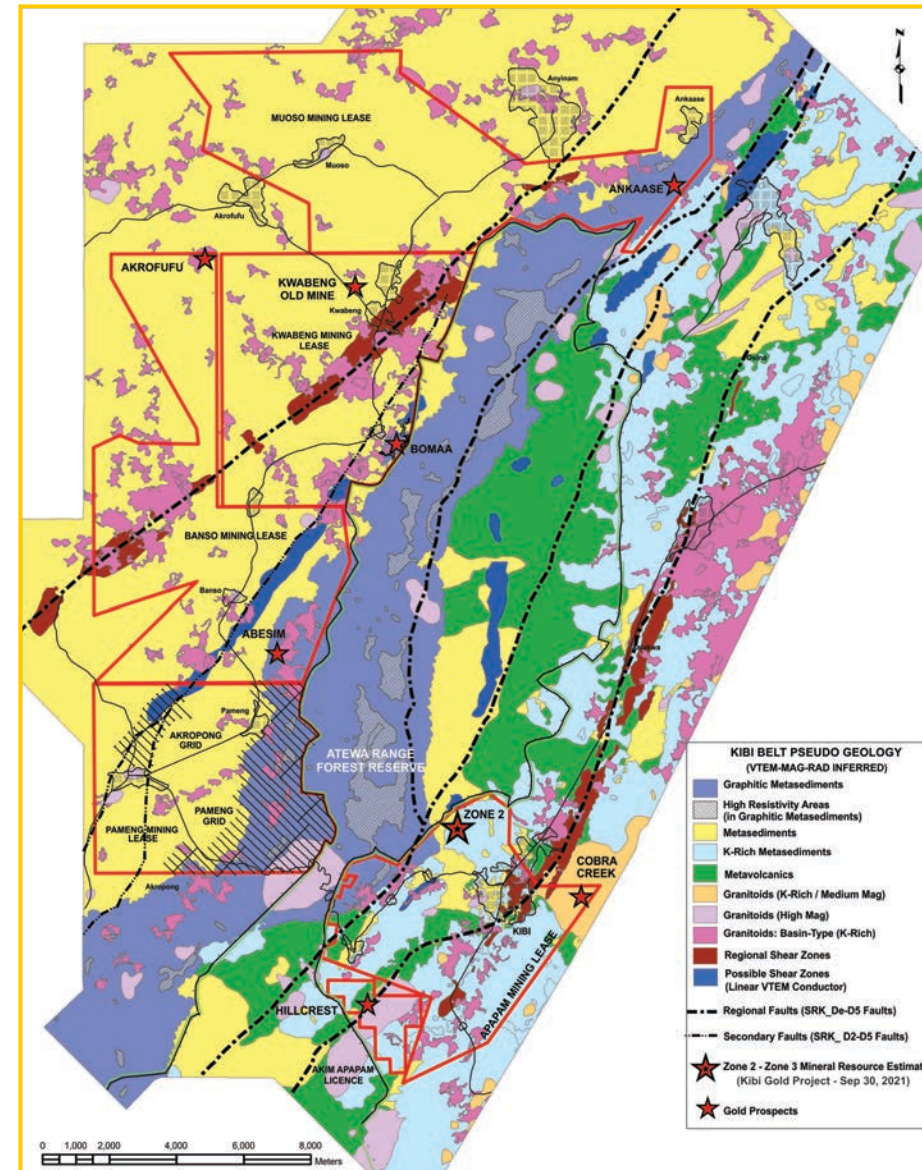 N
Anyinam
Ankaase
MUOSO MINING LEASE
Muoso
ANKAASE
Akrofufu
AKROFUFU
KWABENG
OLD MINE
Kwabeng
KWABENG MINING
LEASE
Osino
BOMAA
BANSO MINING LEASE
Banso
ABESIM
Pameng
AKROPONG
GRID
ATEWA RANGE
FOREST RESERVE
PAMENG
GRID
PAMENG MINING
LEASE
Akropong
ZONE 2
COBRA
CREEK
KIBI
APAPAM MINING LEASE
HILLCREST
AKIM APAPAM
LICENCE
KIBI BELT PSEUDO GEOLOGY
(VTEM-MAG-RAD INFERRED)
Graphitic Metasediments
High Resistivity Areas
(in Graphitic Metasediments)
Metasediments
K-Rich Metasediments
Metavolcanics
Granitoids (K-Rich / Medium Mag)
Granitoids (High Mag)
Granitoids: Basin-Type (K-Rich)
Regional Shear Zones
Possible Shear Zones
(Linear VTEM Conductor)
Regional Faults (SRK_De-D5 Faults)
Secondary Faults (SRK_ D2-D5 Faults)
Zone 2 - Zone 3 Mineral Resource Estimat
(Kibi Gold Project - Sep 30, 2021)
Gold Prospects
0 1,000 2,000 4,000 6,000 8,000
Meters